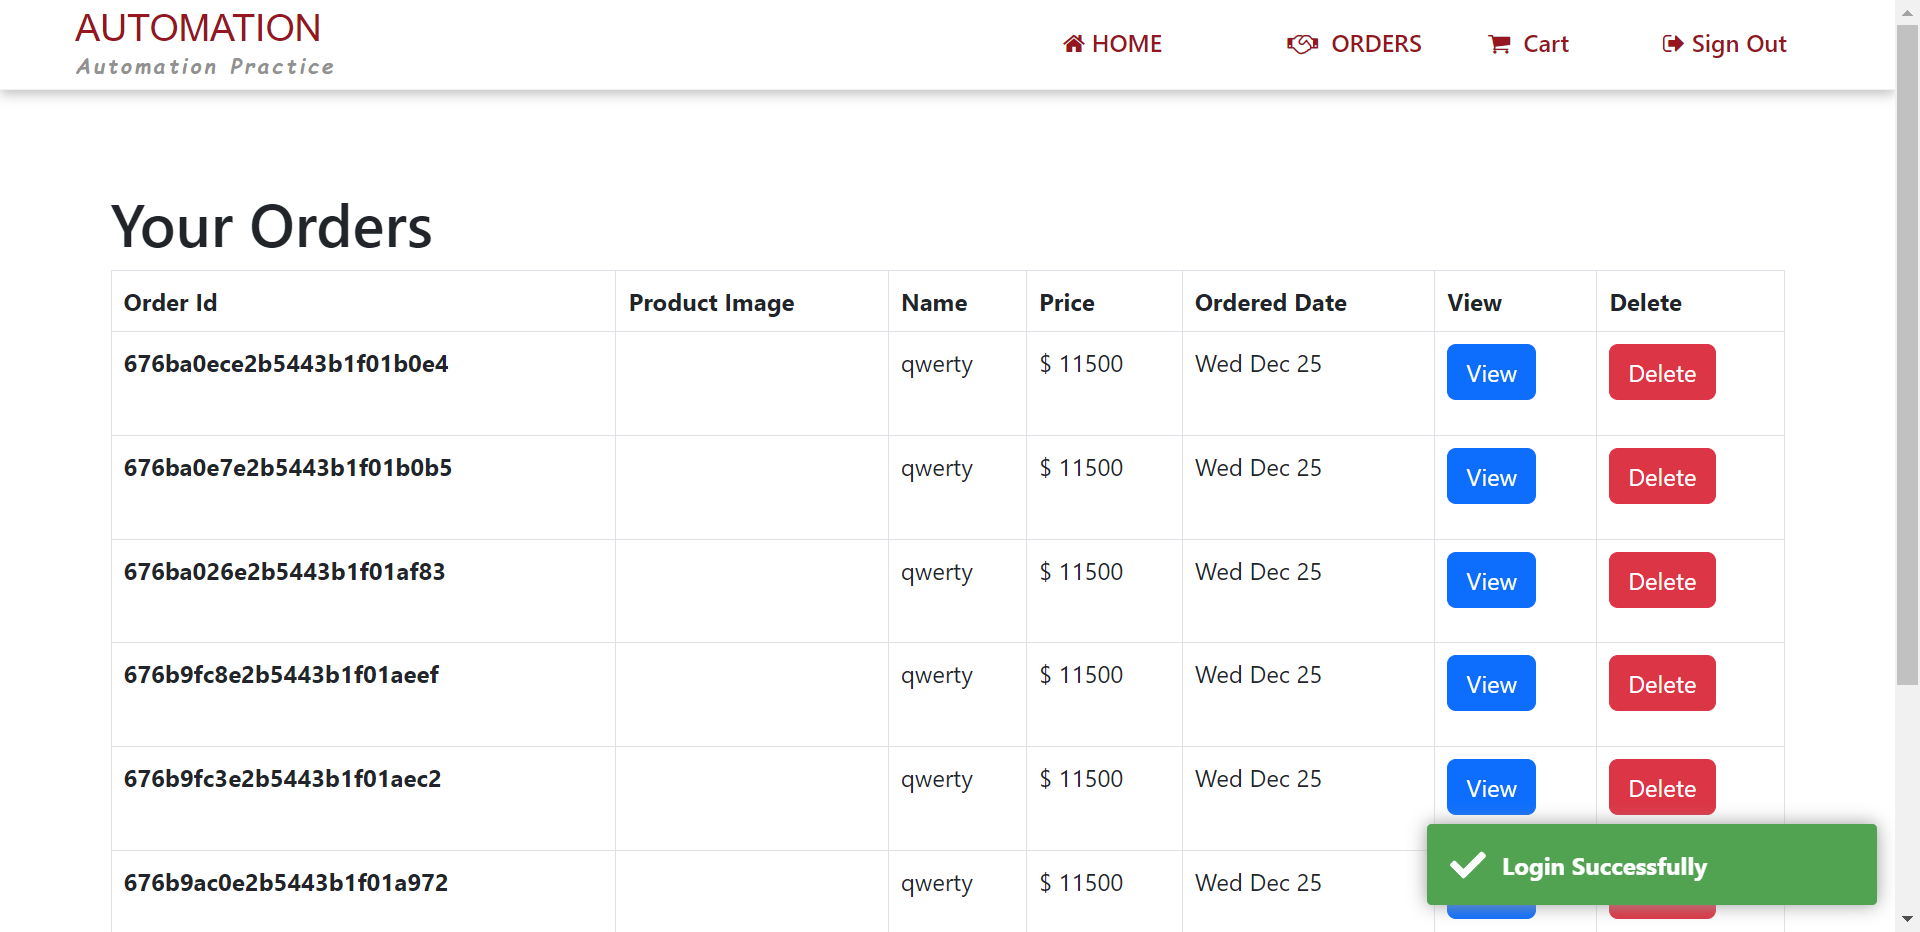 AUTOMATION
Automation Practice
HOME
ORDERS
Cart
Sign Out
Your Orders
Order Id Product Image Name Price Ordered Date View Delete
676ba0ece2b5443b1f01b0e4 qwerty $ 11500 Wed Dec 25 View Delete
676ba0e7e2b5443b1f01b0b5 qwerty $ 11500 Wed Dec 25 View Delete
676ba026e2b5443b1f01af83 qwerty $ 11500 Wed Dec 25 View Delete
676b9fc8e2b5443b1f01aeef qwerty $ 11500 Wed Dec 25 View Delete
676b9fc3e2b5443b1f01aec2 qwerty $ 11500 Wed Dec 25 View Delete
676b9ac0e2b5443b1f01a972 qwerty $ 11500 Wed Dec 25
Login Successfully